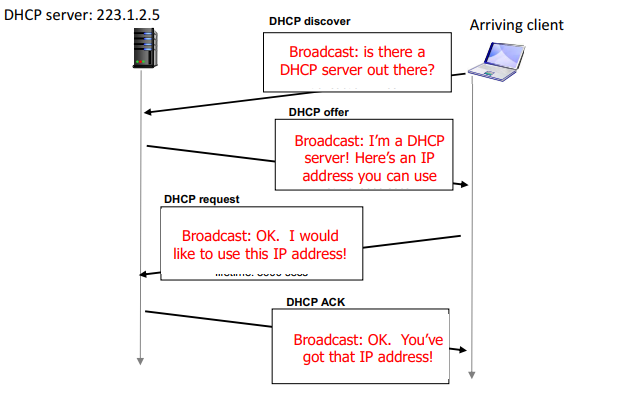 DHCP server: 223.1.2.5
DHCP discover
Arriving client
Broadcast: is there a
DHCP server out there?
DHCP offer
Broadcast: I’m a DHCP
server! Here’s an IP
address you can use
DHCP request
Broadcast: OK.  I would
like to use this IP address!
DHCP ACK
Broadcast: OK.  You’ve
got that IP address!